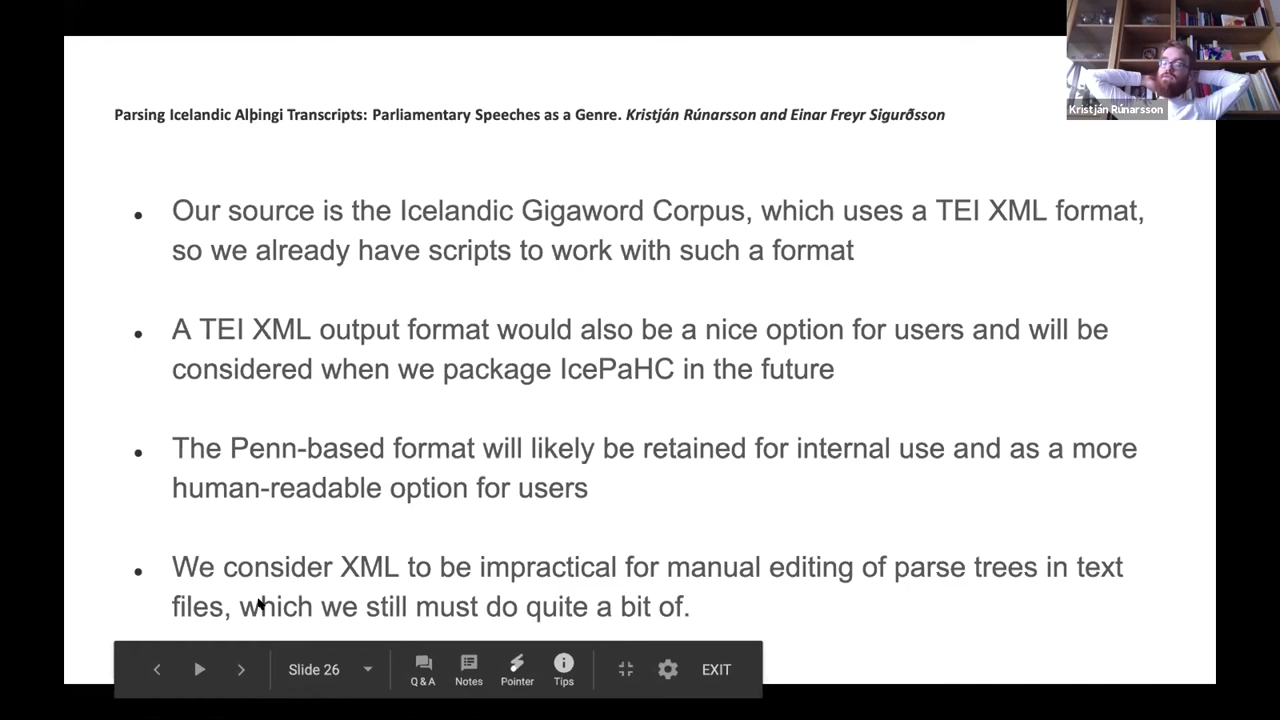 Kristján Rúnarsson
Parsing Icelandic Alþingi Transcripts: Parliamentary Speeches as a Genre. Kristján Rúnarsson and Einar Freyr Sigurðsson
• Our source is the Icelandic Gigaword Corpus, which uses a TEI XML format,
so we already have scripts to work with such a format
• A TEI XML output format would also be a nice option for users and will be
considered when we package IcePaHC in the future
• The Penn-based format will likely be retained for internal use and as a more
human-readable option for users
• We consider XML to be impractical for manual editing of parse trees in text
files, which we still must do quite a bit of.
Slide 26
Q & A
Notes
Pointer
Tips
EXIT